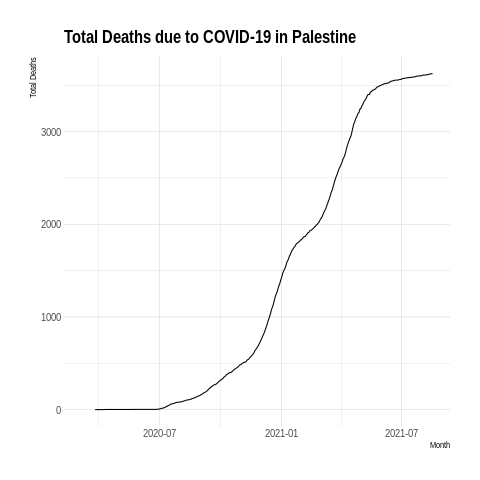 Total Deaths due to COVID-19 in Palestine
Total Deaths
3000
2000
1000
0
2020-07 2021-01 2021-07
Month